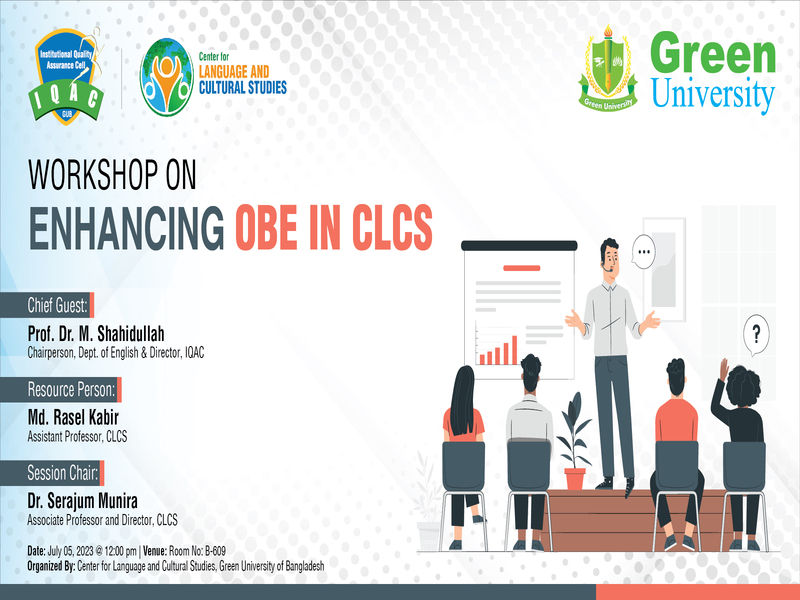 Institutional Quality
Assurance Cell
IQAC
GUB
Center for
LANGUAGE AND
CULTURAL STUDIES
Green University
Green
University
WORKSHOP ON
ENHANCING OBE IN CLCS
Chief Guest:
Prof. Dr. M. Shahidullah
Chairperson, Dept. of English & Director, IQAC
Resource Person:
Md. Rasel Kabir
Assistant Professor, CLCS
Session Chair:
Dr. Serajum Munira
Associate Professor and Director, CLCS
Date: July 05, 2023 @ 12:00 pm | Venue: Room No: B-609
Organized By: Center for Language and Cultural Studies, Green University of Bangladesh
?